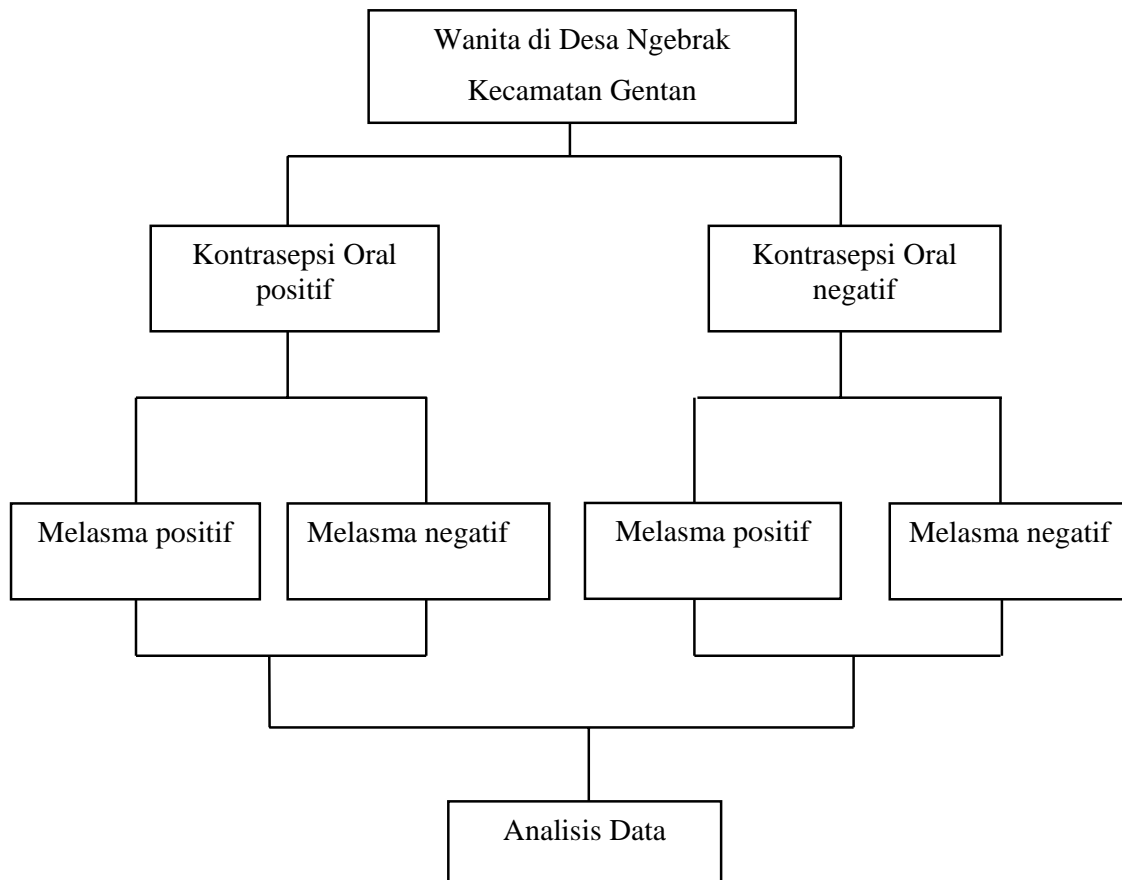 Wanita di Desa Ngebrak
Kecamatan Gentan
Kontrasepsi Oral
positif
Kontrasepsi Oral
negatif
Melasma positif
Melasma negatif
Melasma positif
Melasma negatif
Analisis Data